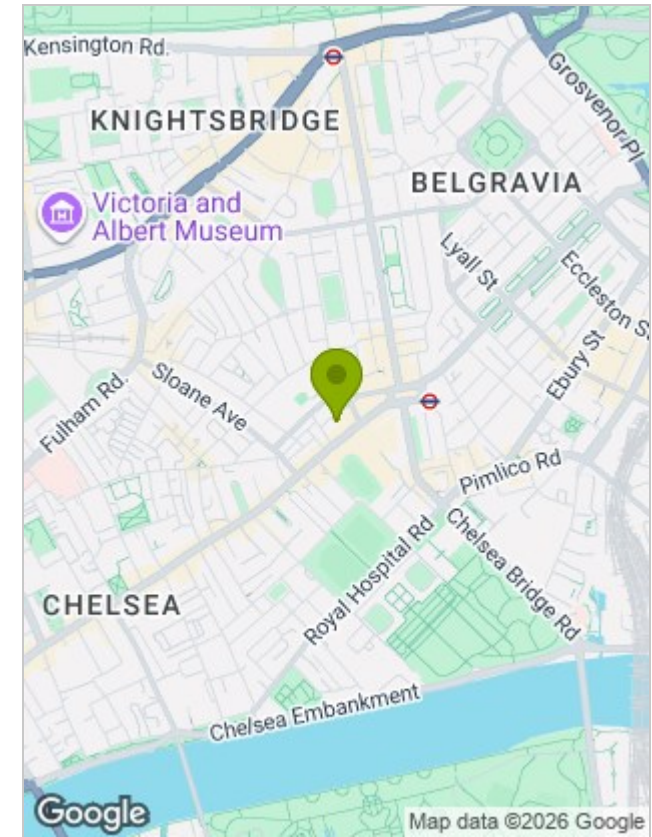 Kensington Rd.
Grosvenor Pl
KNIGHTSBRIDGE
BELGRAVIA
Victoria and
Albert Museum
Lyall St
Eccleston S
Ebury St
Fulham Rd.
Sloane Ave
Pimlico Rd
Chelsea Bridge Rd
Royal Hospital Rd
CHELSEA
Chelsea Embankment
Google
Map data ©2026 Google